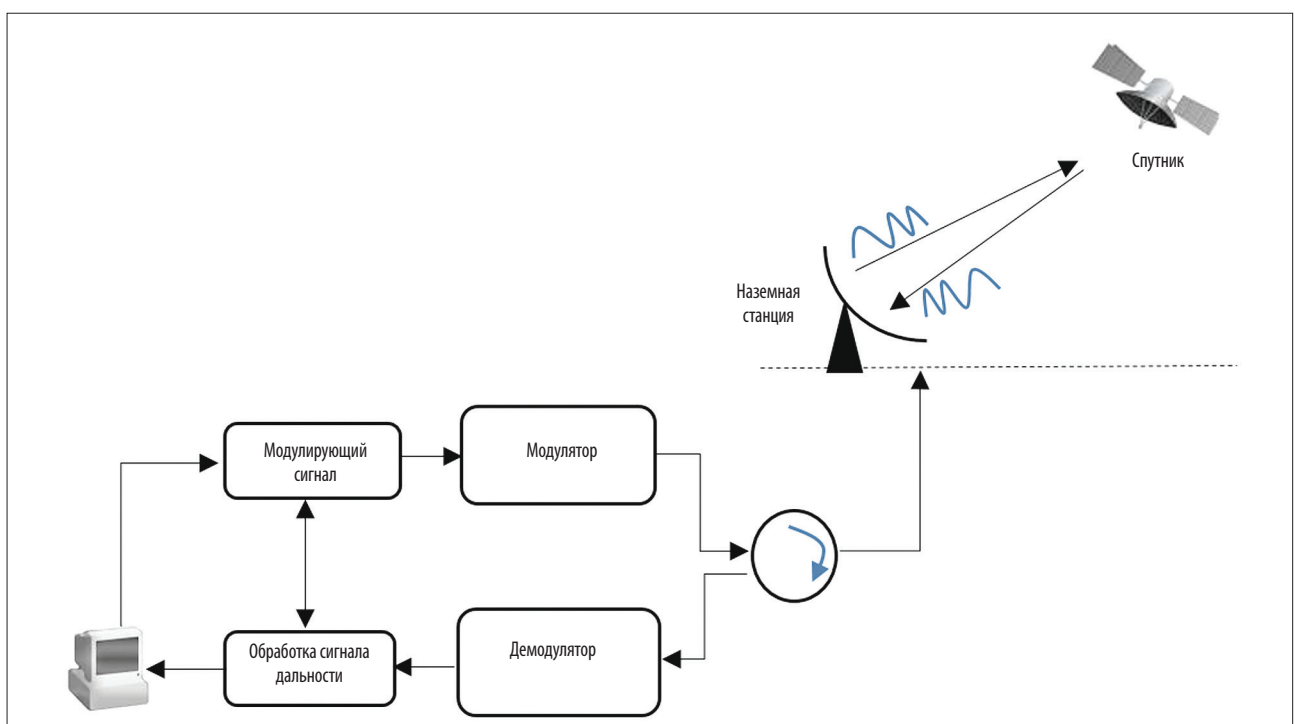 Спутник
Наземная
станция
Модулирующий
сигнал
Модулятор
Обработка сигнала
дальности
Демодулятор